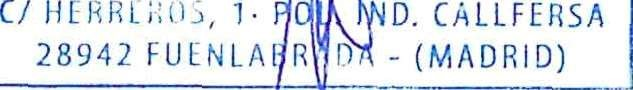 C/ HERREROS, 1. POL. IND. CALLFERSA
28942 FUENLABRADA - (MADRID)